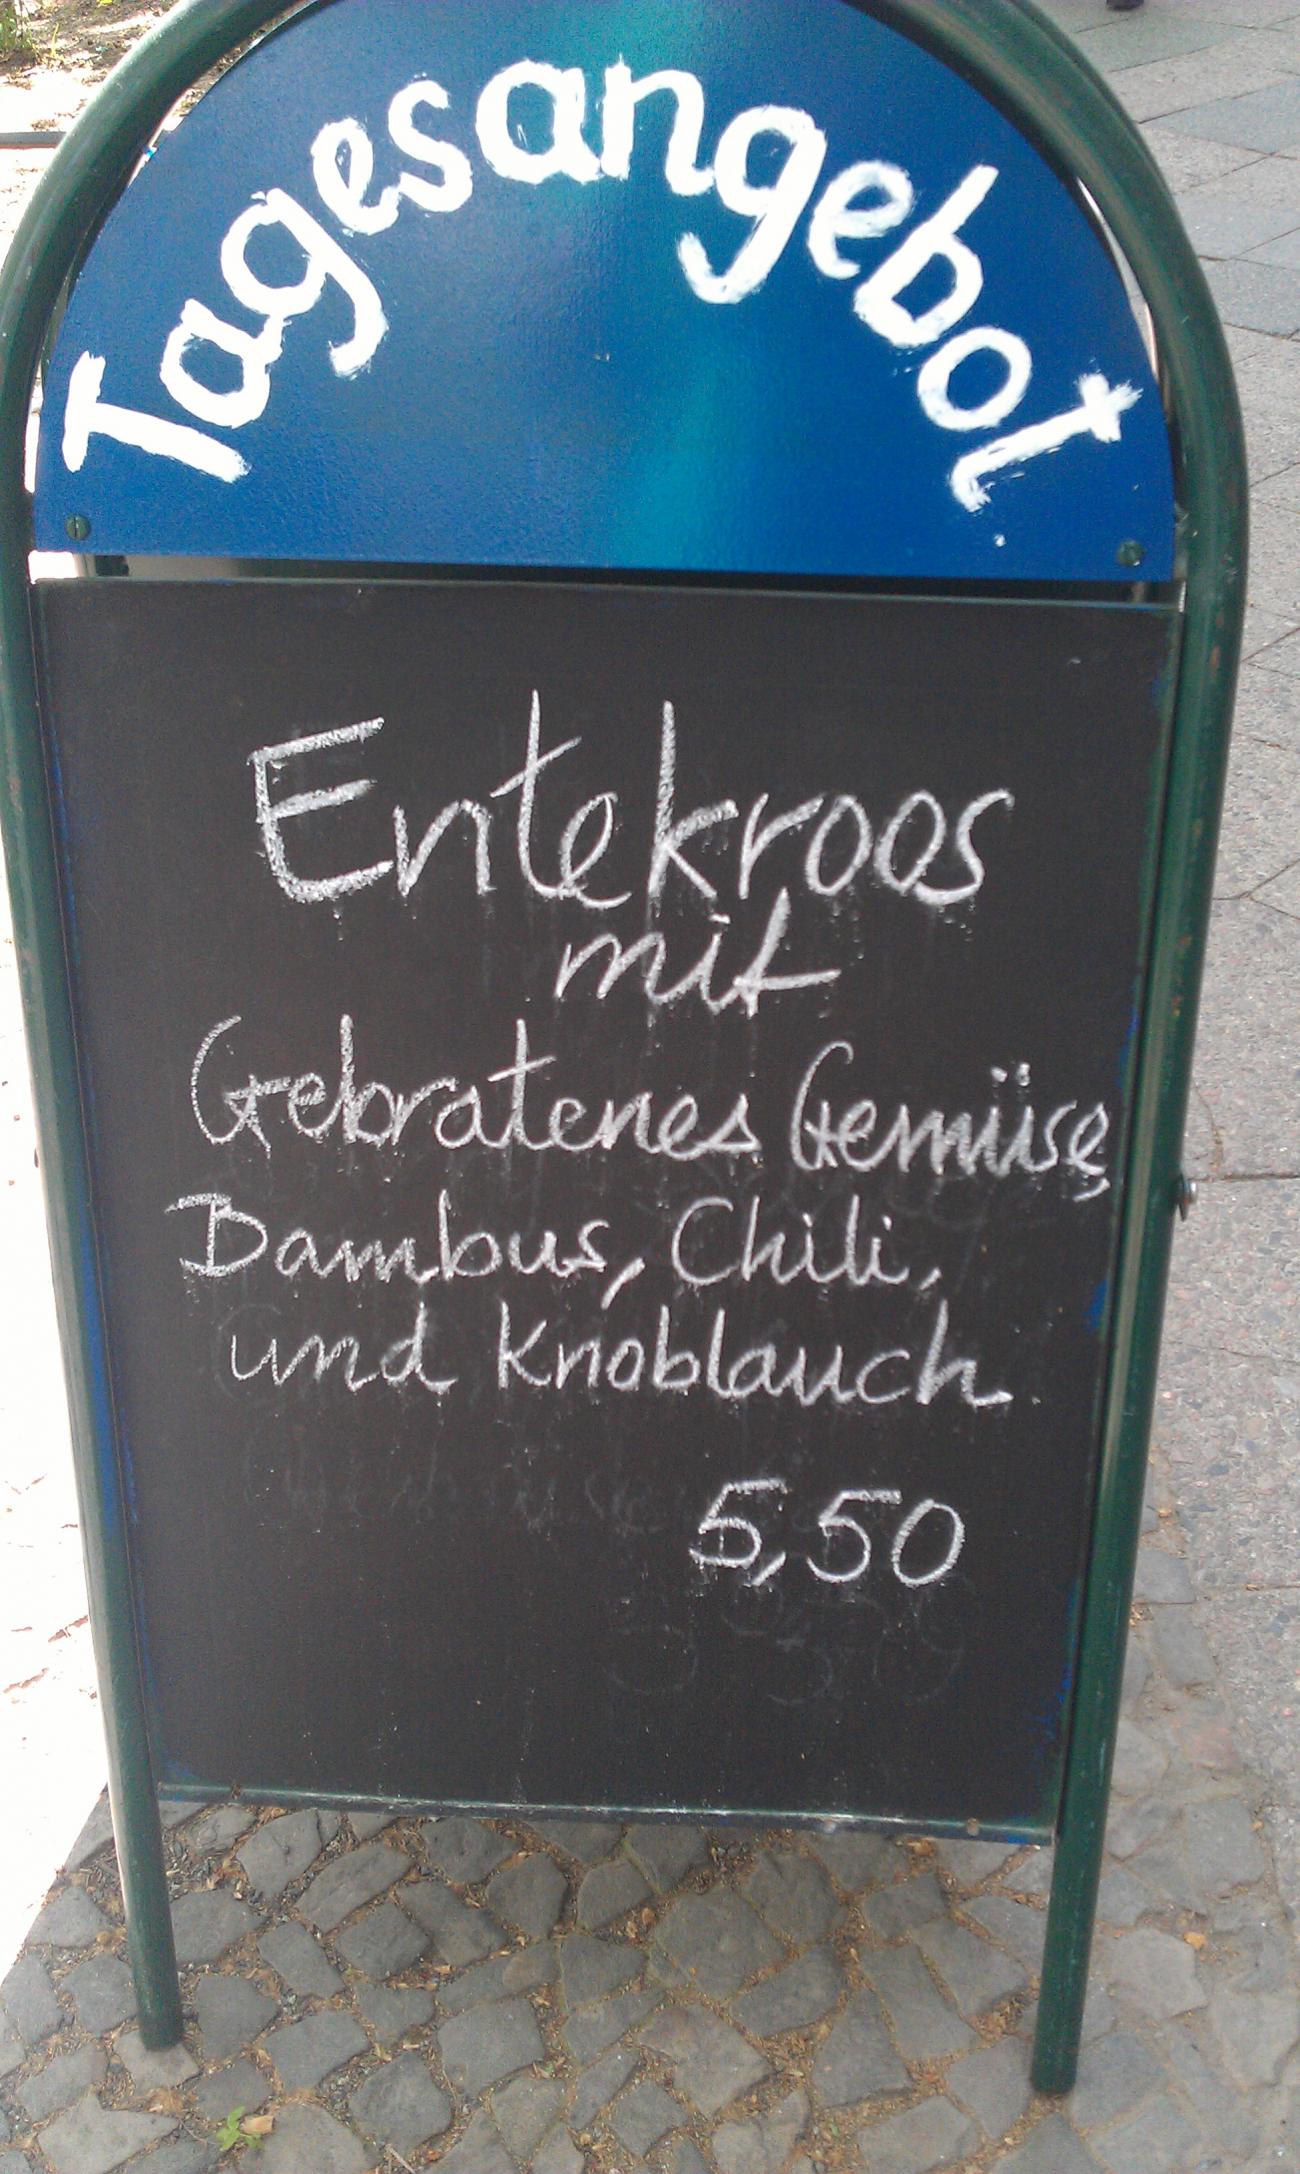 Tagesangebot
Entekroos
mit
Gebratenes Gemüse
Bambus, Chili,
und Knoblauch
5,50